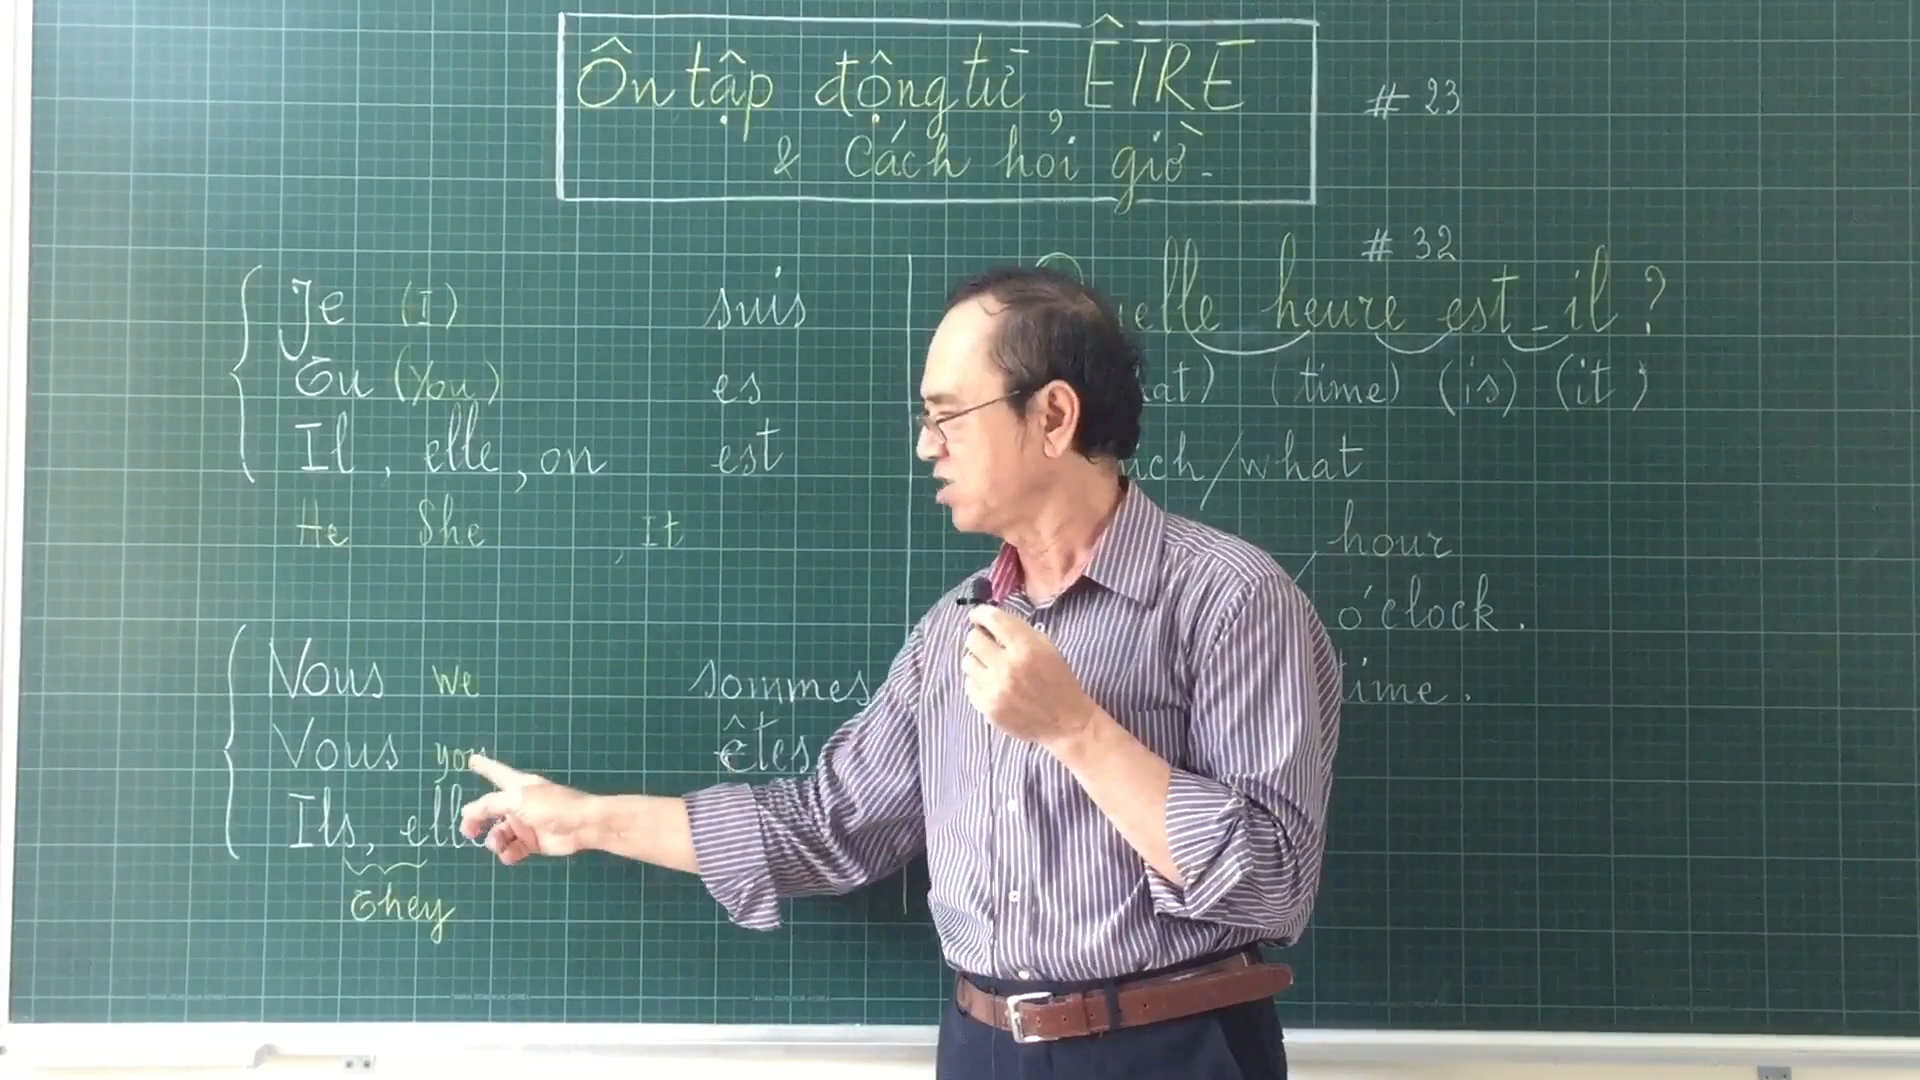 Ôn tập động từ ÊTRE
& Cách hỏi giờ.
# 23
Je (I) suis
Tu (you) es
Il, elle, on est
He She , It
Nous we sommes
Vous you êtes
Ils,
They
# 32
heure est-il ?
(time) (is) (it)
/what
hour
o'clock.
time.